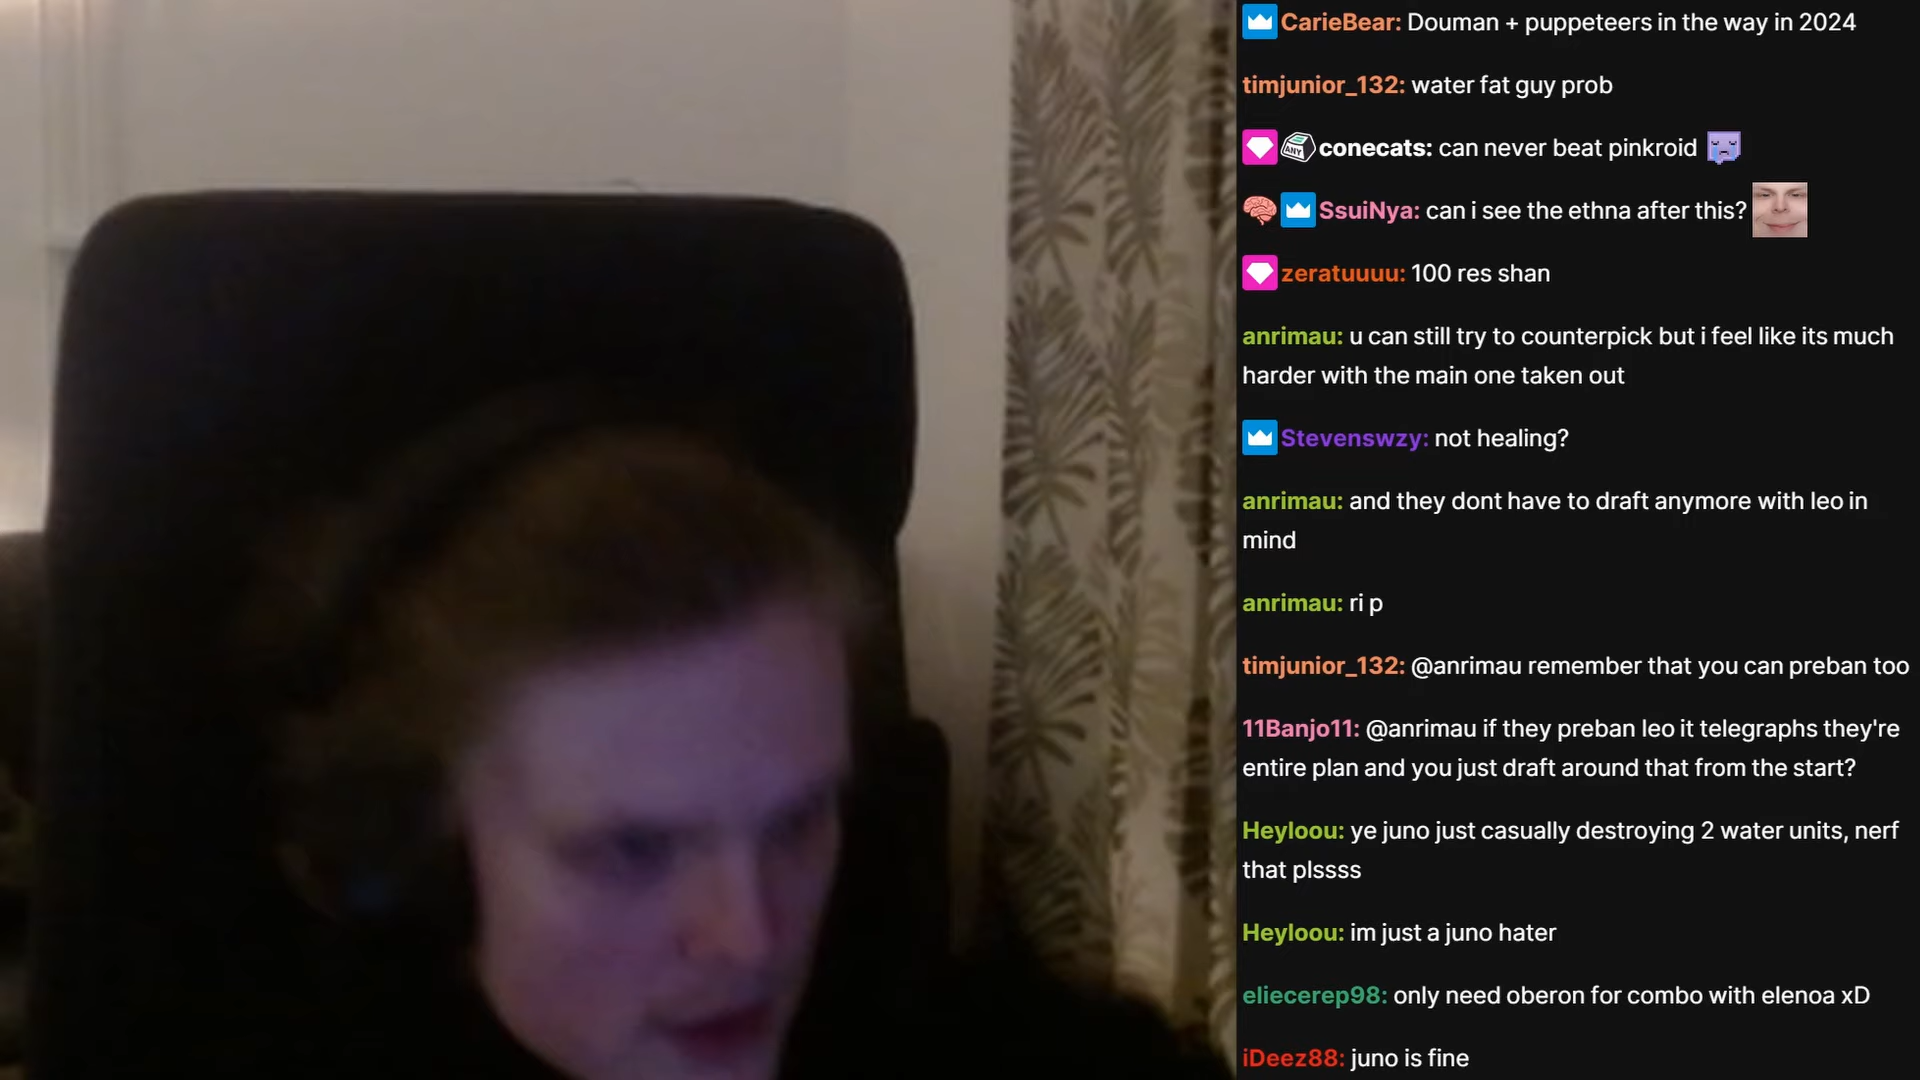 CarieBear: Douman + puppeteers in the way in 2024
timjunior_132: water fat guy prob
ANY conecats: can never beat pinkroid
SsuiNya: can i see the ethna after this?
zeratuuuu: 100 res shan
anrimau: u can still try to counterpick but i feel like its much
harder with the main one taken out
Stevenswzy: not healing?
anrimau: and they dont have to draft anymore with leo in
mind
anrimau: ri p
timjunior_132: @anrimau remember that you can preban too
11Banjo11: @anrimau if they preban leo it telegraphs they're
entire plan and you just draft around that from the start?
Heyloou: ye juno just casually destroying 2 water units, nerf
that plssss
Heyloou: im just a juno hater
eliecerep98: only need oberon for combo with elenoa xD
iDeez88: juno is fine